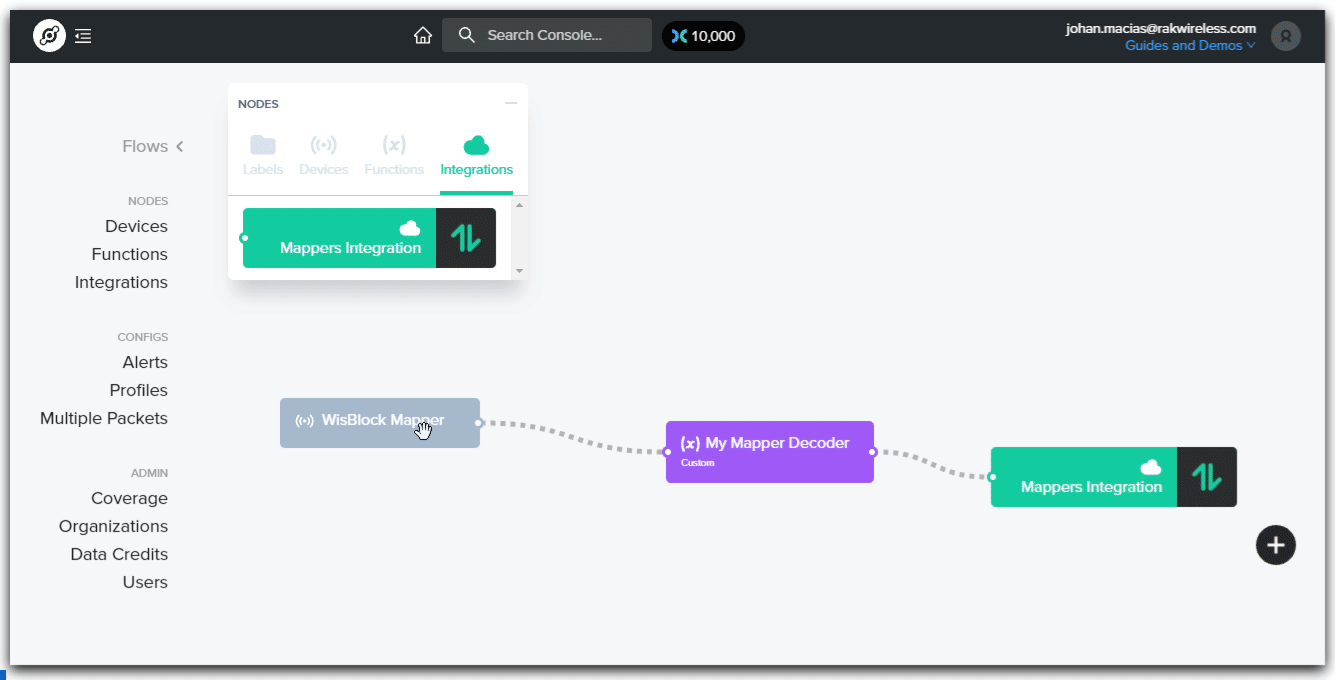 Search Console...
10,000
johan.macias@rakwireless.com
Guides and Demos
NODES
Labels
Devices
Functions
Integrations
Mappers Integration
Flows
NODES
Devices
Functions
Integrations
CONFIGS
Alerts
Profiles
Multiple Packets
ADMIN
Coverage
Organizations
Data Credits
Users
WisBlock Mapper
(x) My Mapper Decoder
Custom
Mappers Integration